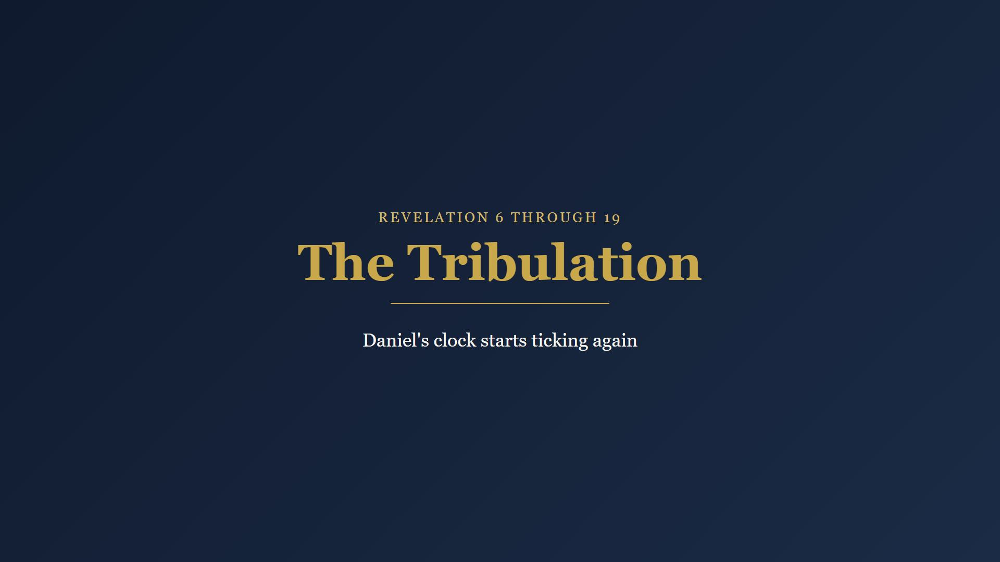 REVELATION 6 THROUGH 19
The Tribulation
Daniel's clock starts ticking again